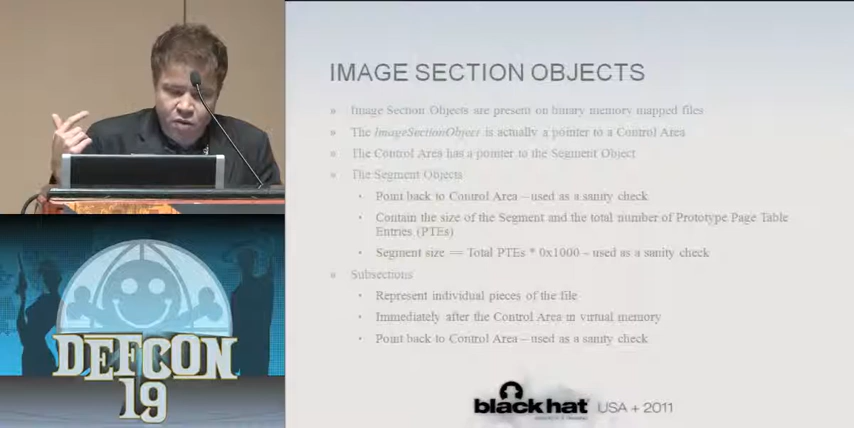 IMAGE SECTION OBJECTS
» Image Section Objects are present on binary memory mapped files
» The ImageSectionObject is actually a pointer to a Control Area
» The Control Area has a pointer to the Segment Object
» The Segment Objects
· Point back to Control Area – used as a sanity check
· Contain the size of the Segment and the total number of Prototype Page Table
Entries (PTEs)
· Segment size == Total PTEs * 0x1000 – used as a sanity check
» Subsections
· Represent individual pieces of the file
· Immediately after the Control Area in virtual memory
· Point back to Control Area – used as a sanity check
DEFCON
19
black hat USA + 2011